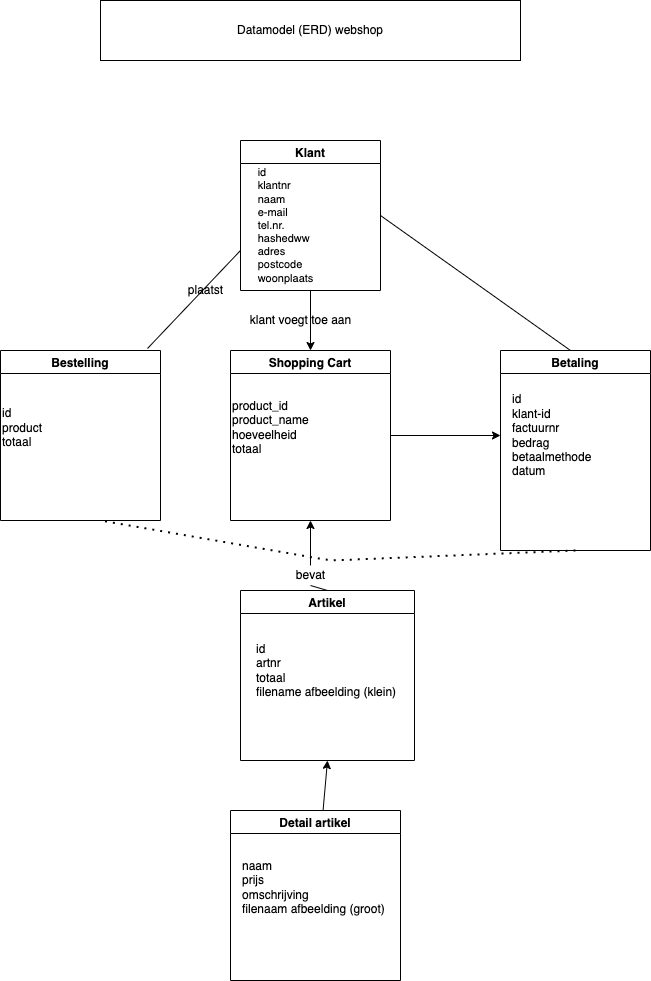 Datamodel (ERD) webshop
Klant
id
klantnr
naam
e-mail
tel.nr.
hashedww
adres
postcode
woonplaats
plaatst
klant voegt toe aan
Bestelling
id
product
totaal
Shopping Cart
product_id
product_name
hoeveelheid
totaal
Betaling
id
klant-id
factuurnr
bedrag
betaalmethode
datum
bevat
Artikel
id
artnr
totaal
filename afbeelding (klein)
Detail artikel
naam
prijs
omschrijving
filenaam afbeelding (groot)